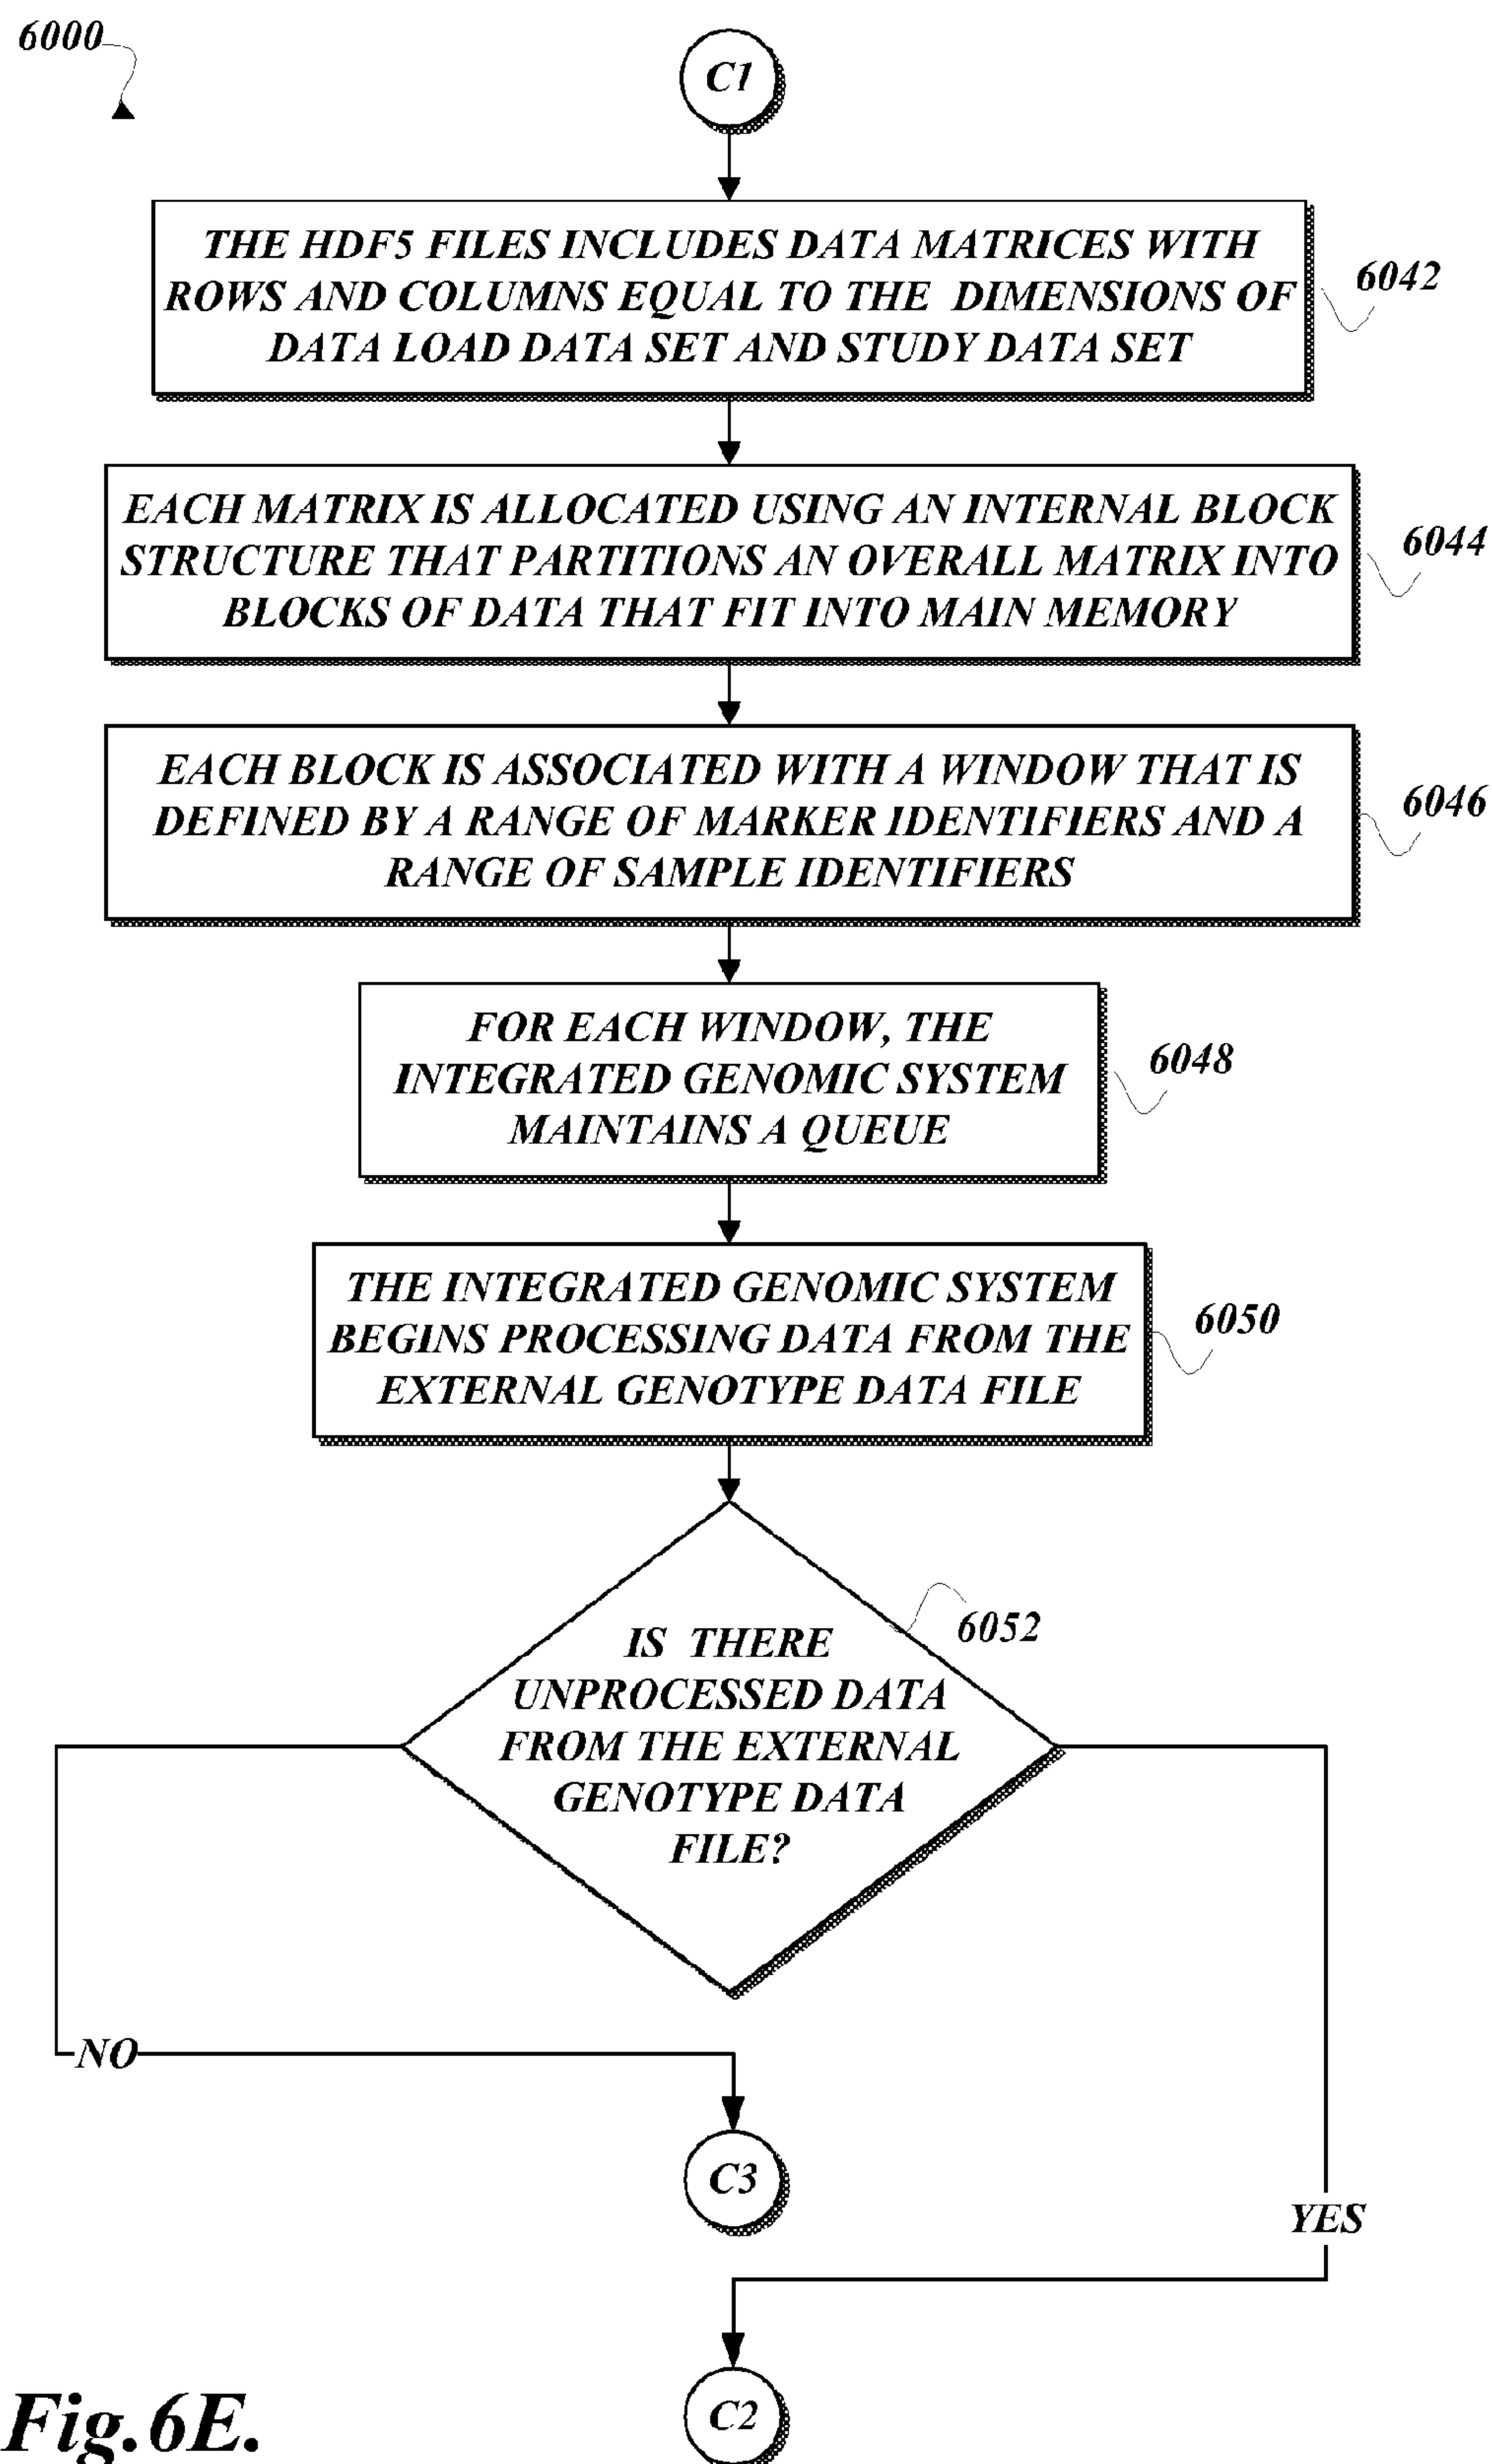 6000
C1
THE HDF5 FILES INCLUDES DATA MATRICES WITH
ROWS AND COLUMNS EQUAL TO THE DIMENSIONS OF
DATA LOAD DATA SET AND STUDY DATA SET
6042
EACH MATRIX IS ALLOCATED USING AN INTERNAL BLOCK
STRUCTURE THAT PARTITIONS AN OVERALL MATRIX INTO
BLOCKS OF DATA THAT FIT INTO MAIN MEMORY
6044
EACH BLOCK IS ASSOCIATED WITH A WINDOW THAT IS
DEFINED BY A RANGE OF MARKER IDENTIFIERS AND A
RANGE OF SAMPLE IDENTIFIERS
6046
FOR EACH WINDOW, THE
INTEGRATED GENOMIC SYSTEM
MAINTAINS A QUEUE
6048
THE INTEGRATED GENOMIC SYSTEM
BEGINS PROCESSING DATA FROM THE
EXTERNAL GENOTYPE DATA FILE
6050
IS THERE
UNPROCESSED DATA
FROM THE EXTERNAL
GENOTYPE DATA
FILE?
6052
NO
C3
YES
C2
Fig.6E.